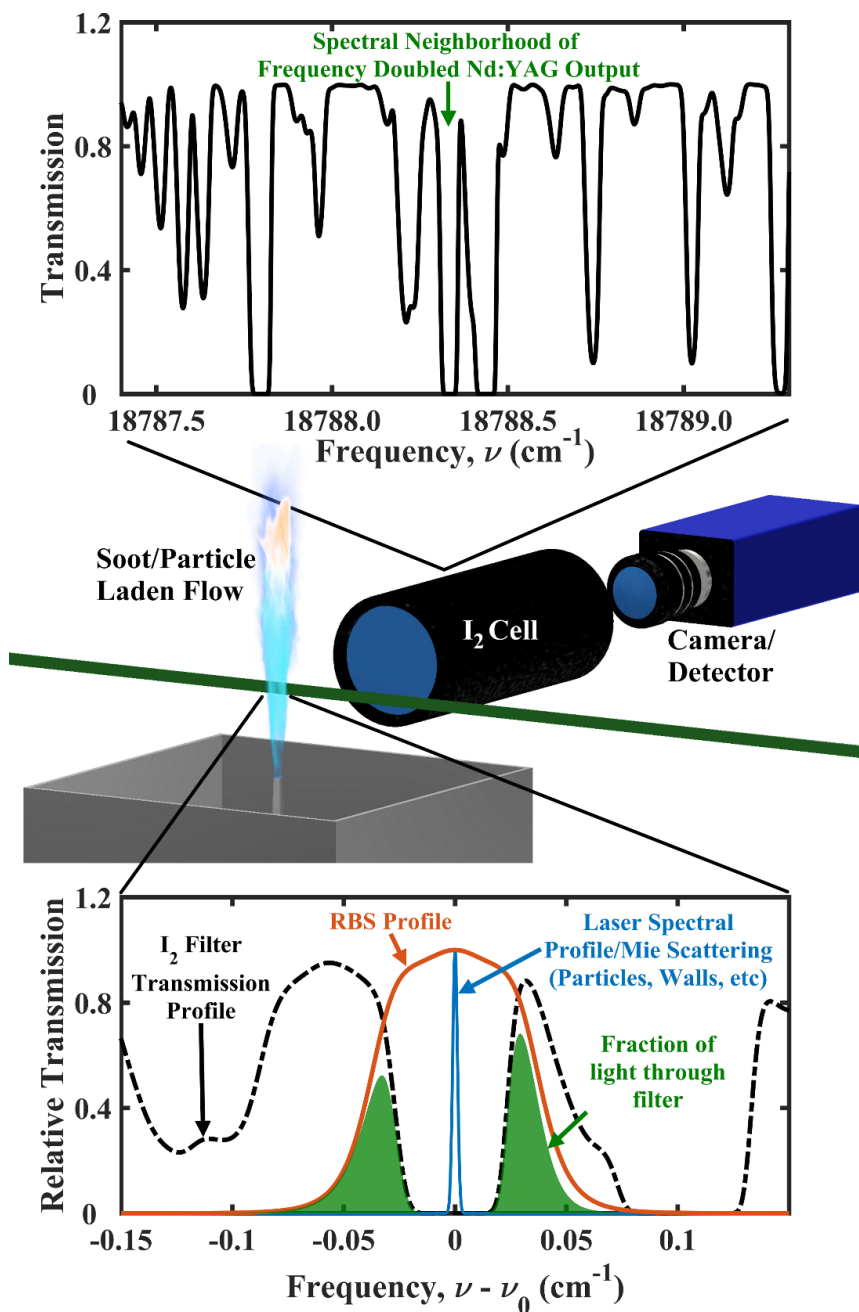 1.2
Spectral Neighborhood of
Frequency Doubled Nd:YAG Output
0.8
Transmission
0.4
0
18787.5 18788.0 18788.5 18789.0
Frequency, ν (cm⁻¹)
Soot/Particle
Laden Flow
I₂ Cell
Camera/
Detector
1.2
RBS Profile
Laser Spectral
Profile/Mie Scattering
(Particles, Walls, etc)
I₂ Filter
Transmission
Profile
0.8
Fraction of
light through
filter
Relative Transmission
0.4
0
-0.15 -0.1 -0.05 0 0.05 0.1
Frequency, ν - ν₀ (cm⁻¹)